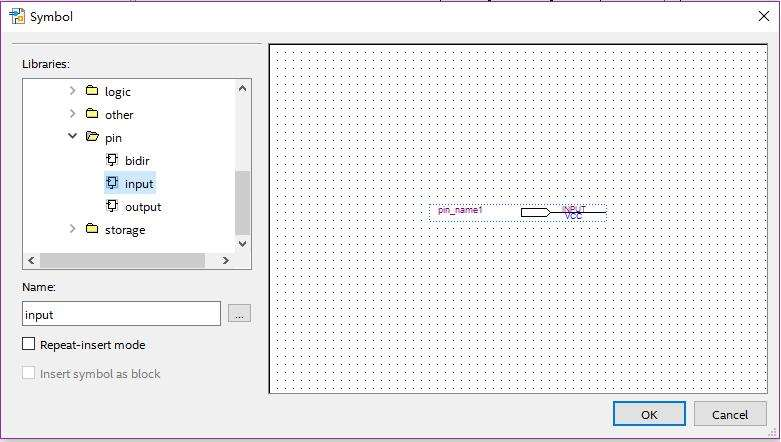 Symbol
Libraries:
logic
other
pin
bidir
input
output
storage
Name:
input
...
Repeat-insert mode
Insert symbol as block
pin_name1
INPUT
VCC
OK
Cancel